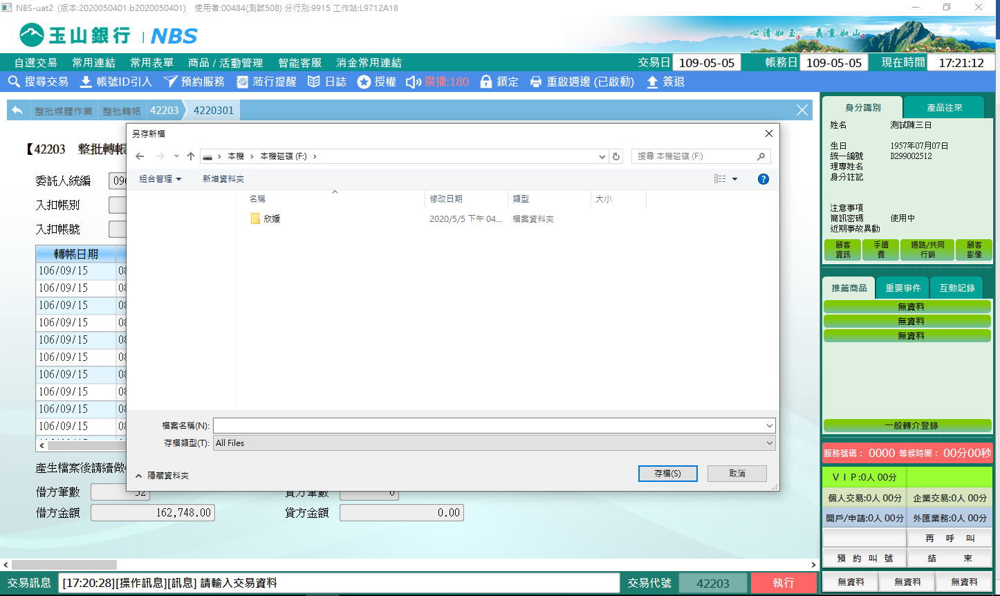 NBS-uat2 (版本:2020050401.b2020050401) 使用者:00484(測試508) 分行別:9915 工作站:L9712A18
玉山銀行 NBS
心清如玉。義重如山。
自選交易 常用連結 常用表單 商品 / 活動管理 智能客服 消金常用連結 交易日 109-05-05 帳務日 109-05-05 現在時間 17:21:12
搜尋交易 帳號ID引入 預約服務 蒞行提醒 日誌 授權 廣播:180 鎖定 重啟週邊 (已啟動) 簽退
整批媒體作業 整批轉帳 42203 4220301
【42203 整批轉帳
委託人統編 090
入扣帳別
入扣帳號
轉帳日期
106/09/15 08
106/09/15 08
106/09/15 08
106/09/15 08
106/09/15 08
106/09/15 08
106/09/15 08
106/09/15 08
106/09/15 08
106/09/15 08
產生檔案後請續做4
借方筆數 52 貸方筆數 0
借方金額 162,748.00 貸方金額 0.00
另存新檔
本機 本機磁碟 (F:)
搜尋 本機磁碟 (F:)
組合管理 新增資料夾
名稱 修改日期 類型 大小
欣媛 2020/5/5 下午 04... 檔案資料夾
檔案名稱(N):
存檔類型(T): All Files
隱藏資料夾 存檔(S) 取消
身分識別 產品往來
姓名 測試陳三日
生日 1957年07月07日
統一編號 D299002512
理專姓名
身分註記
注意事項
簡訊密碼 使用中
近期事故異動
顧客資訊 手續費 通路/共同行銷 顧客影像
推薦商品 重要事件 互動記錄
無資料
無資料
無資料
一般轉介登錄
服務號碼： 0000 等候時間： 00分00秒
ＶＩＰ:0人 00分
個人交易:0人 00分 企業交易:0人 00分
開戶/申請:0人 00分 外匯業務:0人 00分
再 呼 叫
預 約 叫 號 結 束
無資料 無資料 無資料
交易訊息 [17:20:28][操作訊息][訊息] 請輸入交易資料 交易代號 42203 執行